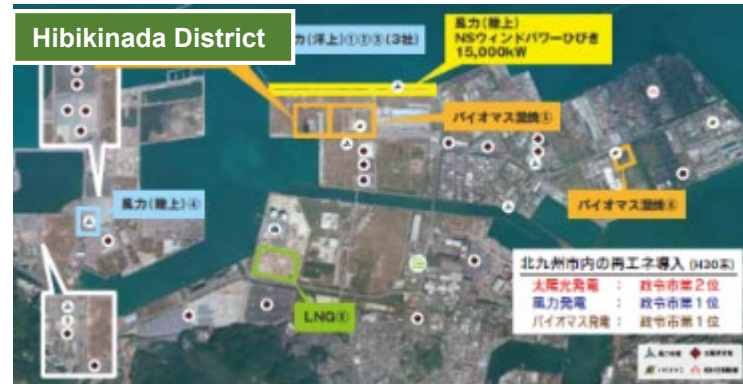 Hibikinada District
力(洋上)①②③(3社)
風力(陸上)
NSウィンドパワーひびき
15,000kW
バイオマス混焼⑤
風力(陸上)④
バイオマス混焼
LNG
北九州市内の再エネ導入 (H30末)
太陽光発電 : 政令市第2位
風力発電 : 政令市第1位
バイオマス発電 : 政令市第1位